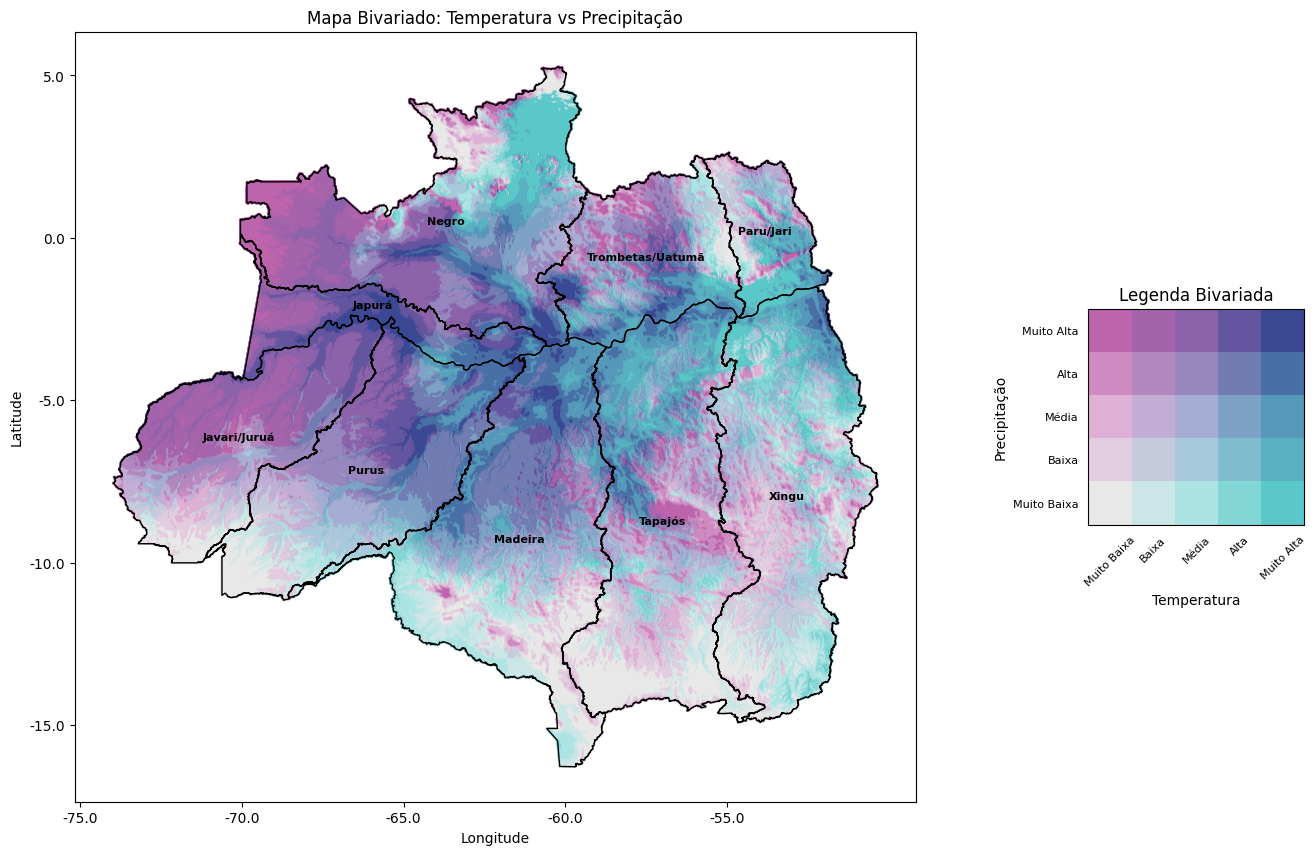 Mapa Bivariado: Temperatura vs Precipitação
5.0
0.0
-5.0
-10.0
-15.0
Latitude
-75.0
-70.0
-65.0
-60.0
-55.0
Longitude
Negro
Paru/Jari
Trombetas/Uatumã
Japurá
Javari/Juruá
Purus
Xingu
Tapajós
Madeira
Legenda Bivariada
Muito Alta
Alta
Média
Baixa
Muito Baixa
Precipitação
Muito Baixa
Baixa
Média
Alta
Muito Alta
Temperatura